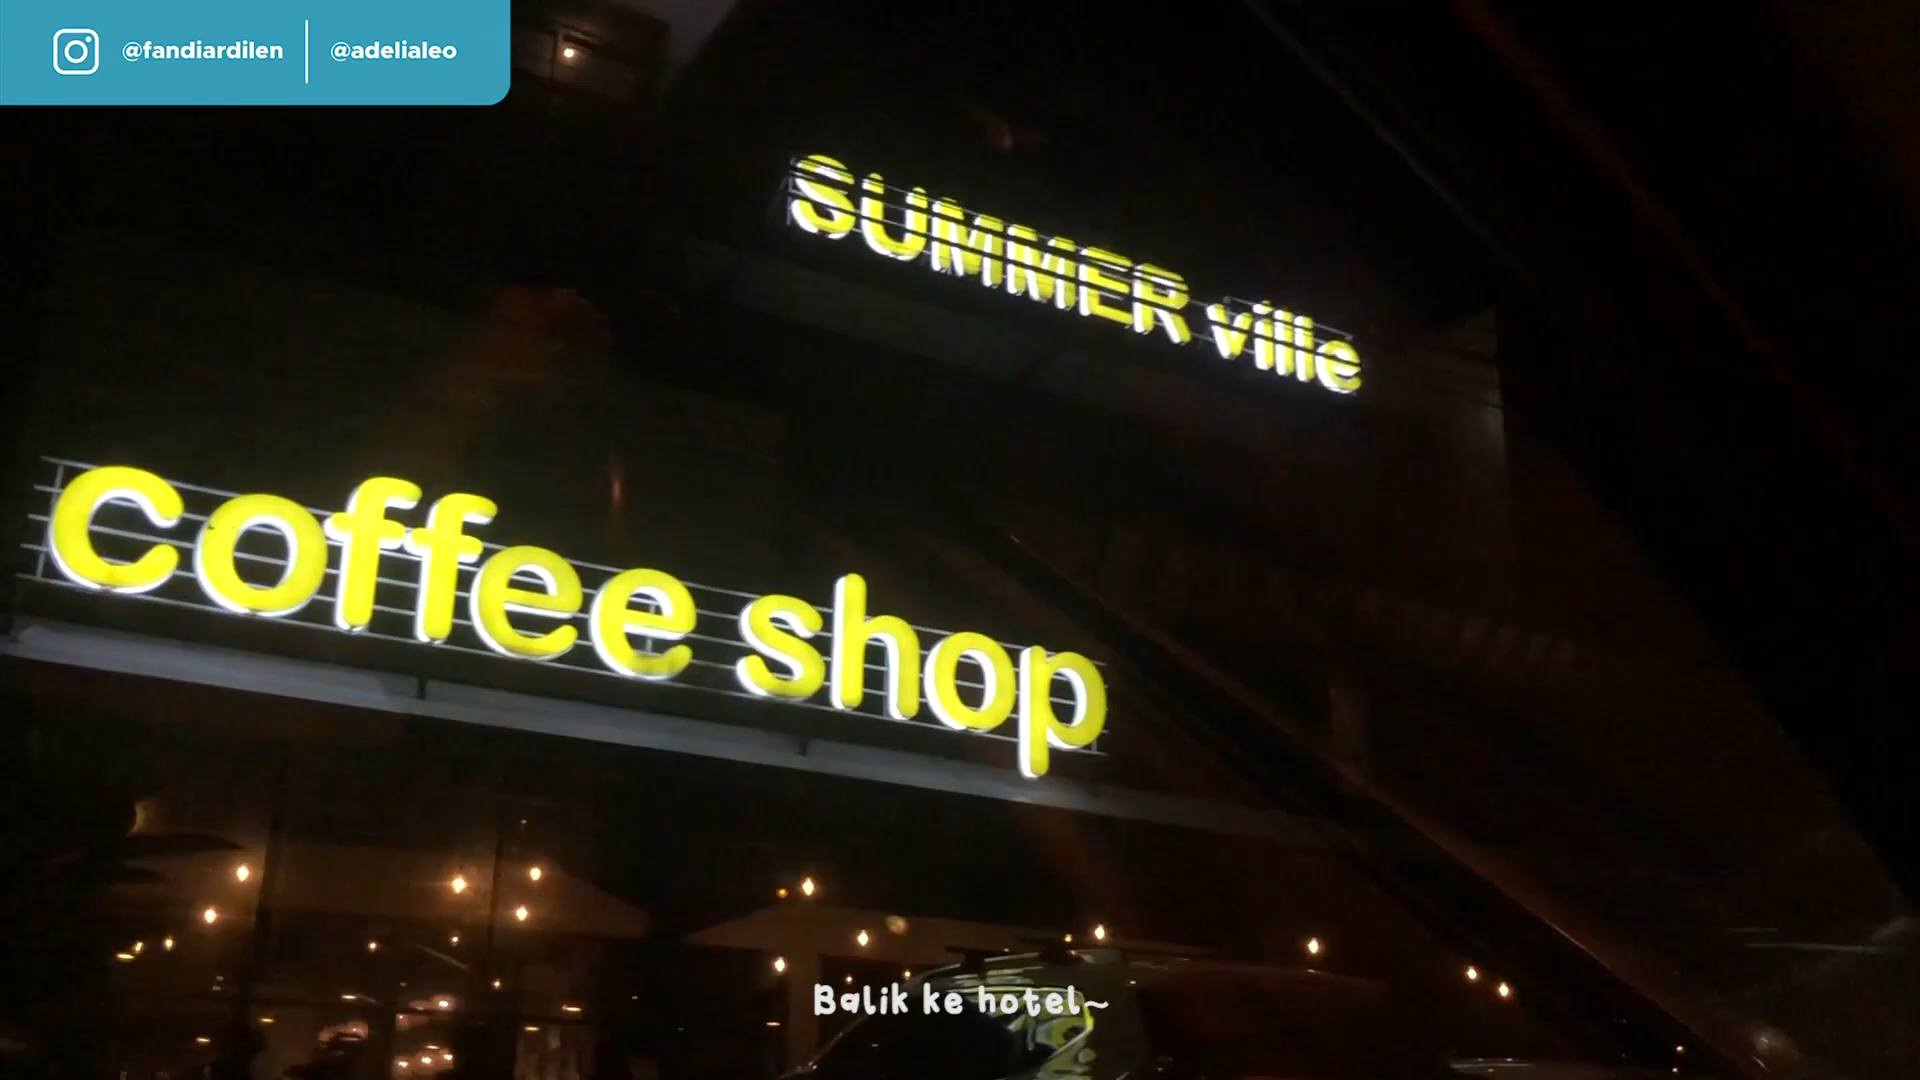 @fandiardilen
@adelialeo
SUMMER ville
coffee shop
Balik ke hotel~